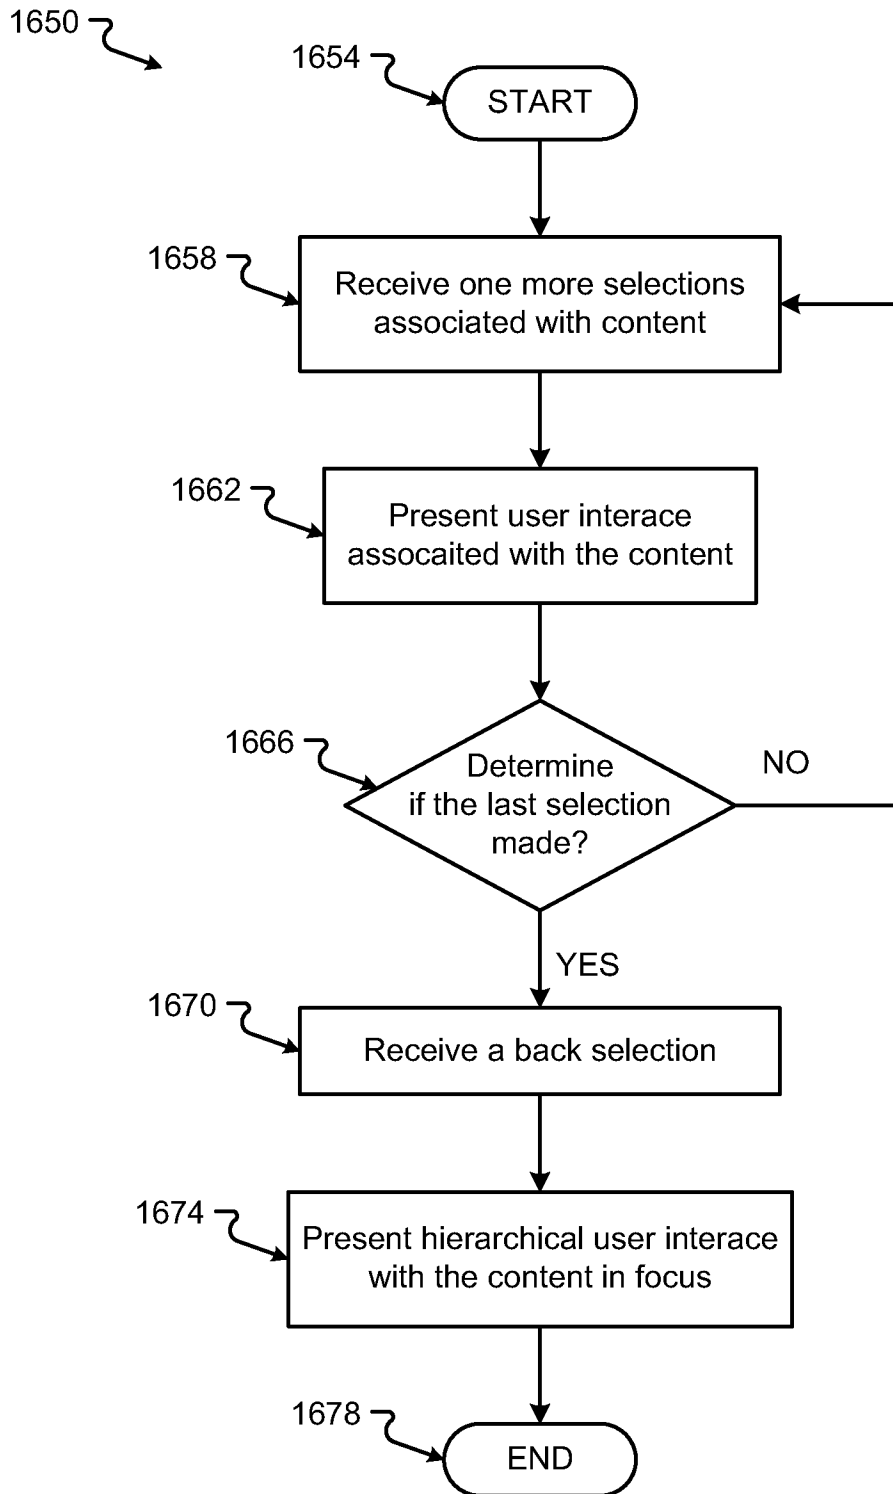 1650
1654
START
1658
Receive one more selections
associated with content
1662
Present user interace
assocaited with the content
1666
Determine
if the last selection
made?
NO
YES
1670
Receive a back selection
1674
Present hierarchical user interace
with the content in focus
1678
END